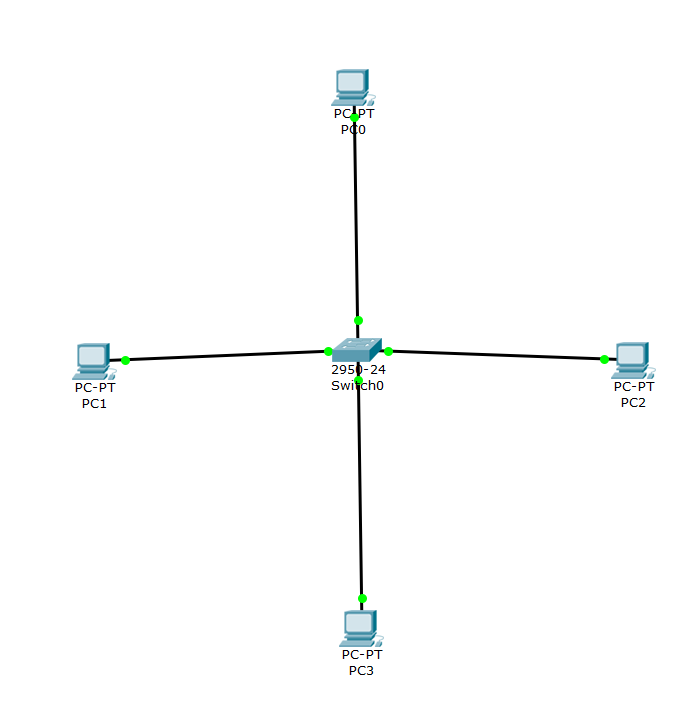 PC-PT
PC0
2950-24
Switch0
PC-PT
PC1
PC-PT
PC2
PC-PT
PC3